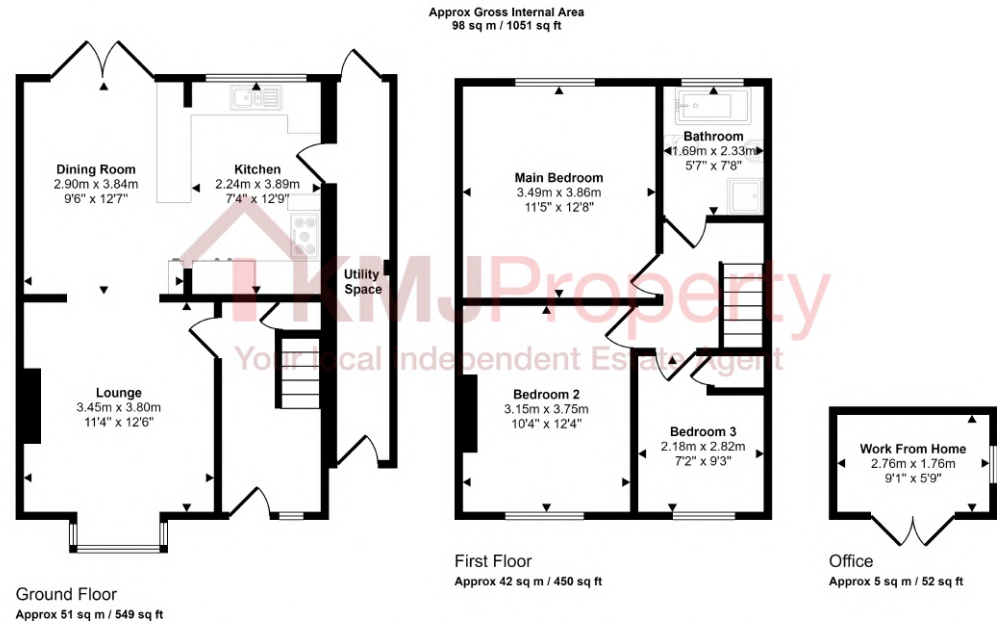 Approx Gross Internal Area
98 sq m / 1051 sq ft
Dining Room
2.90m x 3.84m
9'6" x 12'7"
Kitchen
2.24m x 3.89m
7'4" x 12'9"
Utility
Space
Lounge
3.45m x 3.80m
11'4" x 12'6"
Ground Floor
Approx 51 sq m / 549 sq ft
Main Bedroom
3.49m x 3.86m
11'5" x 12'8"
Bathroom
1.69m x 2.33m
5'7" x 7'8"
Bedroom 2
3.15m x 3.75m
10'4" x 12'4"
Bedroom 3
2.18m x 2.82m
7'2" x 9'3"
First Floor
Approx 42 sq m / 450 sq ft
Work From Home
2.76m x 1.76m
9'1" x 5'9"
Office
Approx 5 sq m / 52 sq ft
KMJProperty
Your local Independent Estate Agent